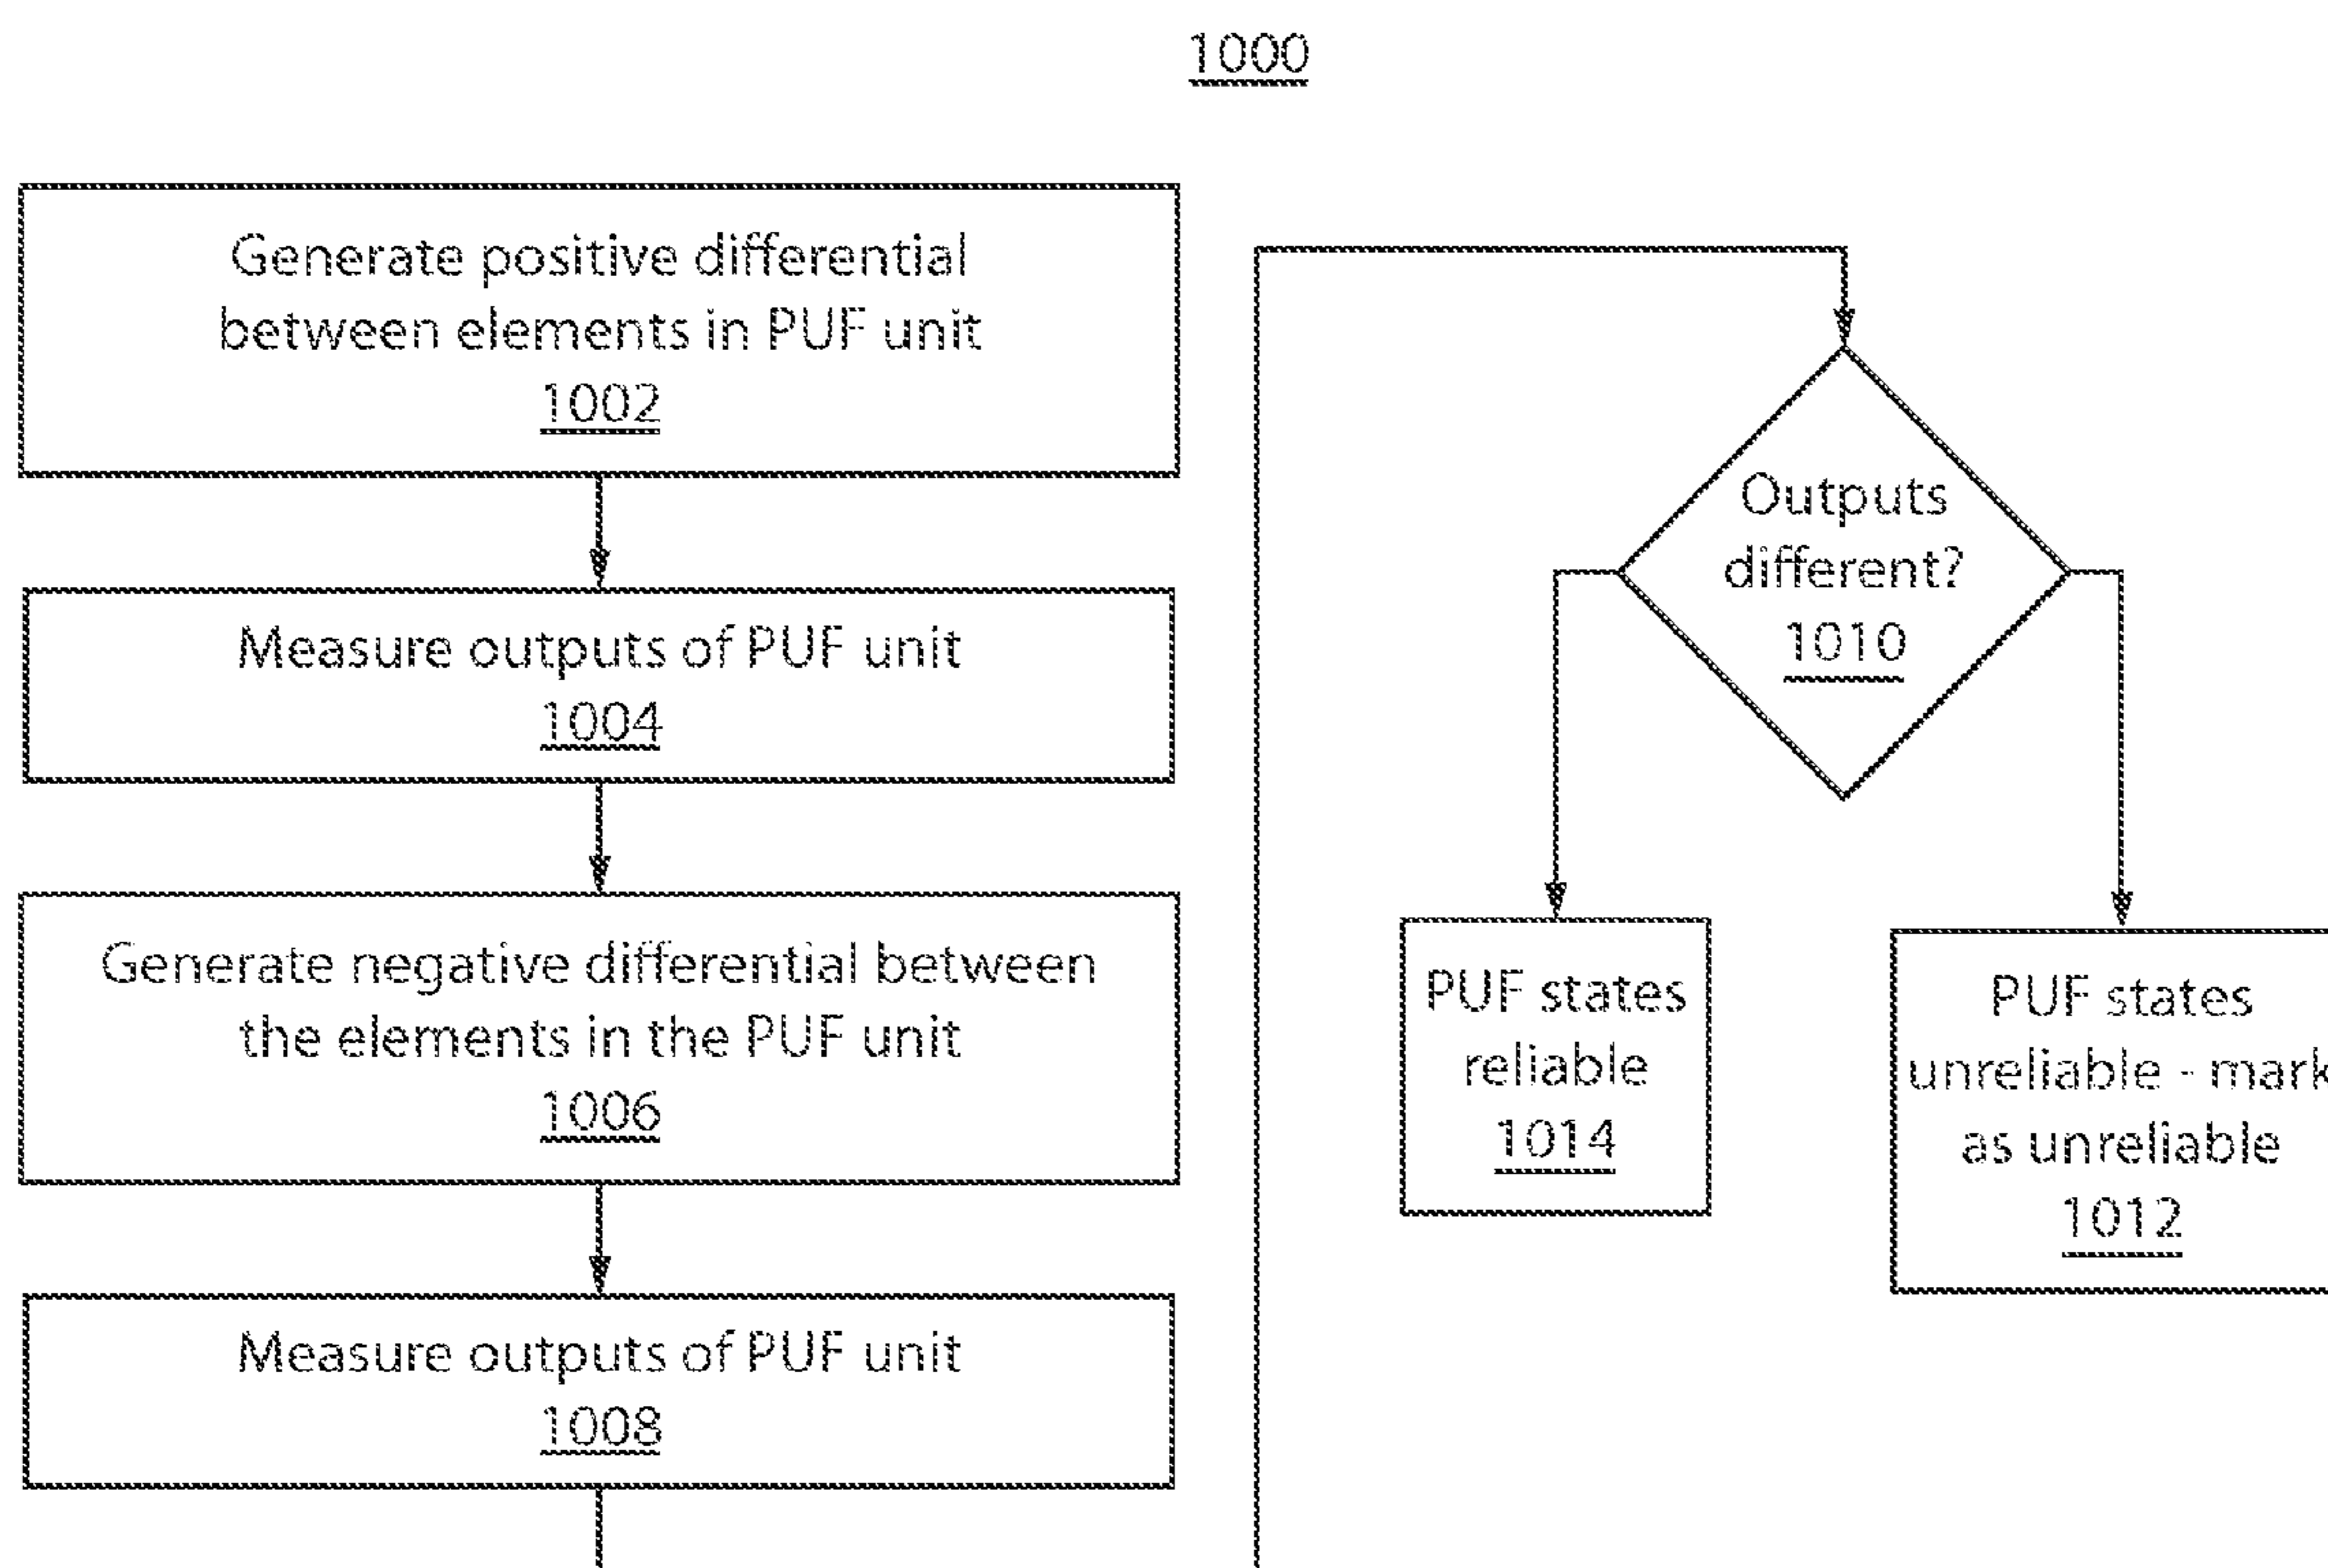 1000
Generate positive differential
between elements in PUF unit
1002
Measure outputs of PUF unit
1004
Generate negative differential between
the elements in the PUF unit
1006
Measure outputs of PUF unit
1008
Outputs
different?
1010
PUF states
reliable
1014
PUF states
unreliable - mark
as unreliable
1012